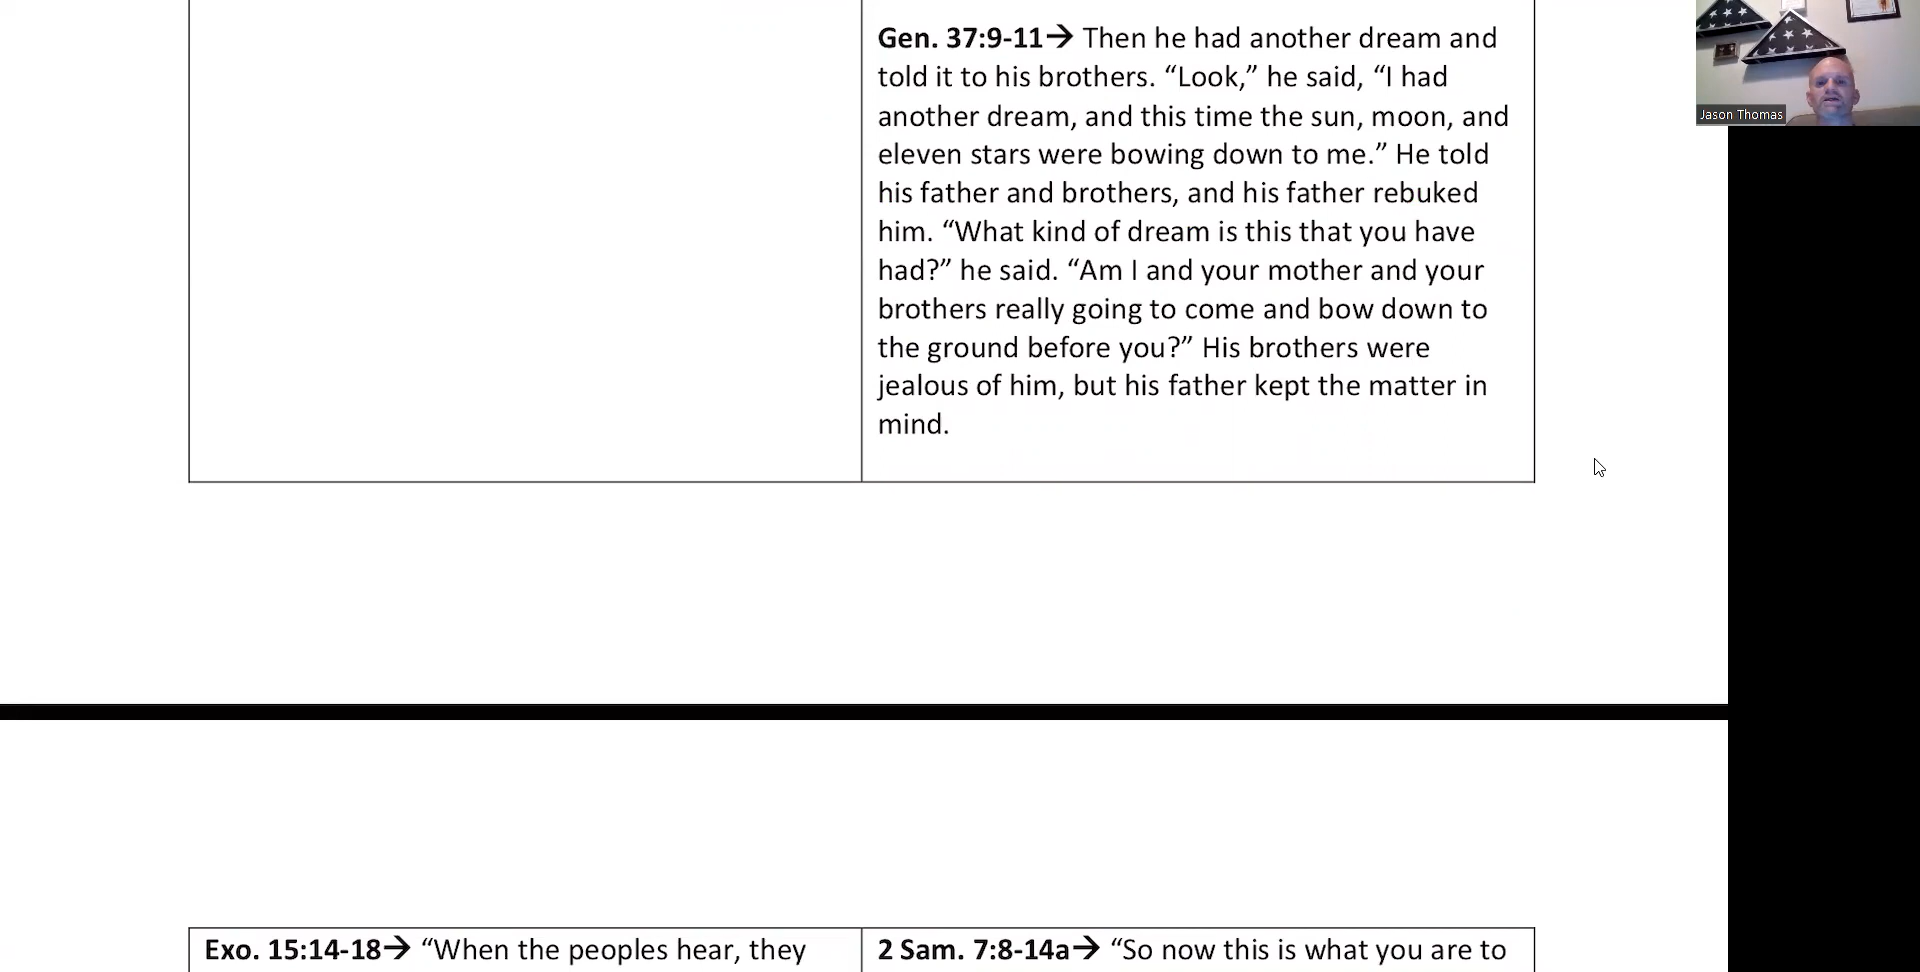 Gen. 37:9-11→ Then he had another dream and
told it to his brothers. “Look,” he said, “I had
another dream, and this time the sun, moon, and
eleven stars were bowing down to me.” He told
his father and brothers, and his father rebuked
him. “What kind of dream is this that you have
had?” he said. “Am I and your mother and your
brothers really going to come and bow down to
the ground before you?” His brothers were
jealous of him, but his father kept the matter in
mind.
Jason Thomas
Exo. 15:14-18→ “When the peoples hear, they
2 Sam. 7:8-14a→ “So now this is what you are to